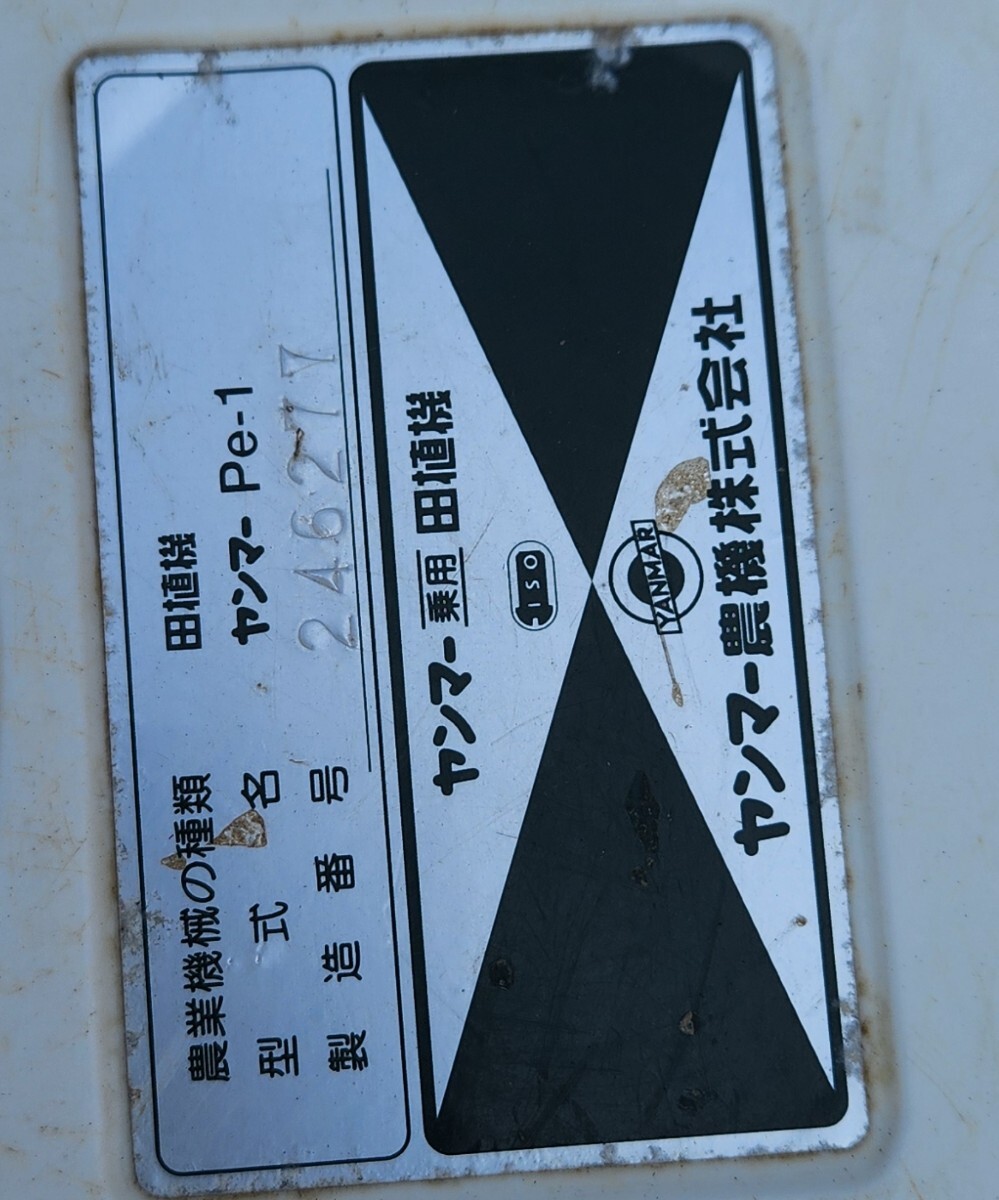 農業機械の種類 田植機
型式名 ヤンマー Pe-1
製造番号 246277
ヤンマー 乗用 田植機
ISO
YANMAR
ヤンマー農機株式会社